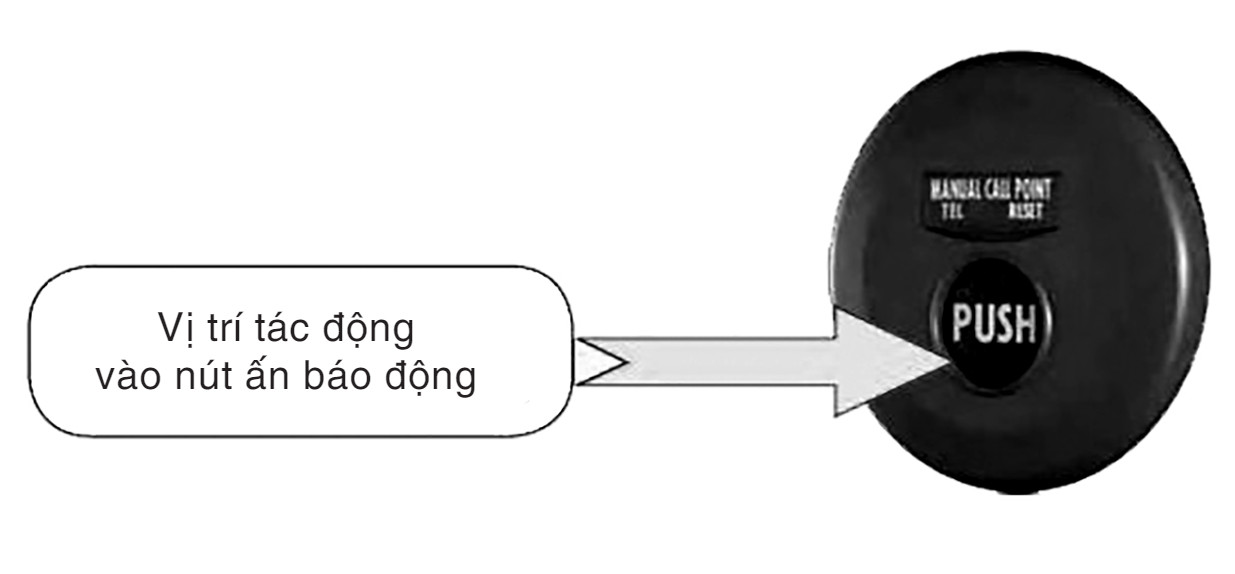 Vị trí tác động
vào nút ấn báo động
MANUAL CALL POINT
TEL RESET
PUSH